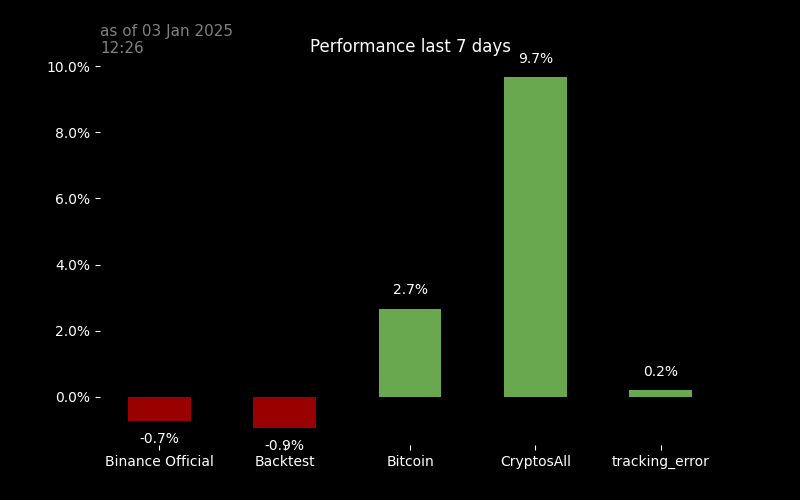 as of 03 Jan 2025
12:26
Performance last 7 days
10.0%
8.0%
6.0%
4.0%
2.0%
0.0%
-0.7%
-0.9%
2.7%
9.7%
0.2%
Binance Official
Backtest
Bitcoin
CryptosAll
tracking_error